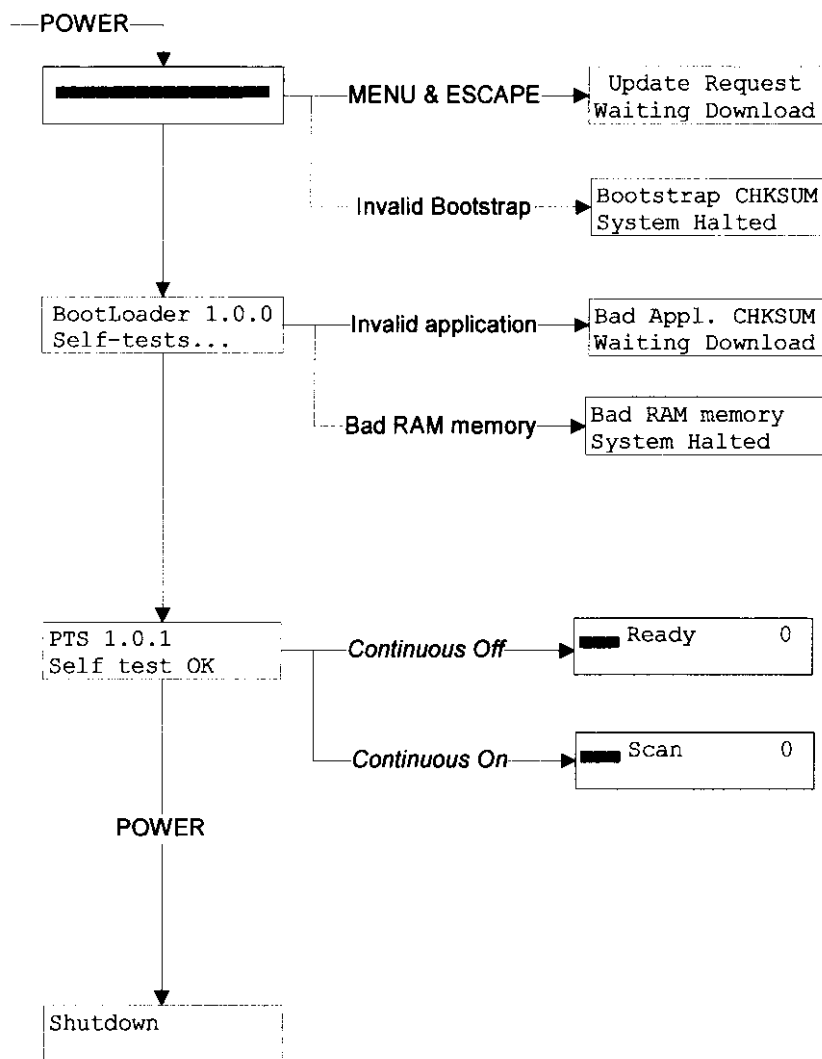 POWER
MENU & ESCAPE
Update Request
Waiting Download
Invalid Bootstrap
Bootstrap CHKSUM
System Halted
BootLoader 1.0.0
Self-tests...
Invalid application
Bad Appl. CHKSUM
Waiting Download
Bad RAM memory
Bad RAM memory
System Halted
PTS 1.0.1
Self test OK
Continuous Off
Ready 0
Continuous On
Scan 0
POWER
Shutdown